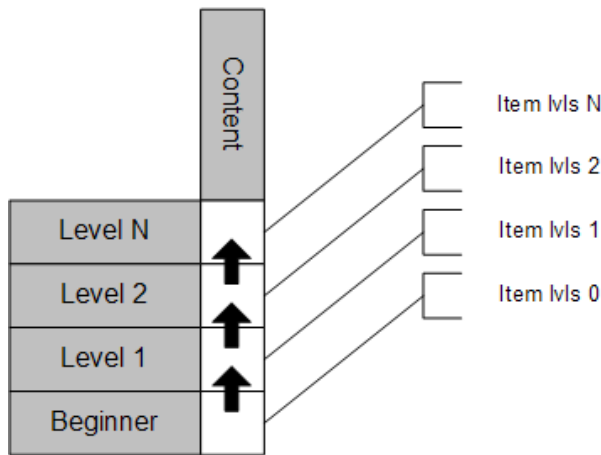 Content
Level N
Level 2
Level 1
Beginner
Item lvls N
Item lvls 2
Item lvls 1
Item lvls 0